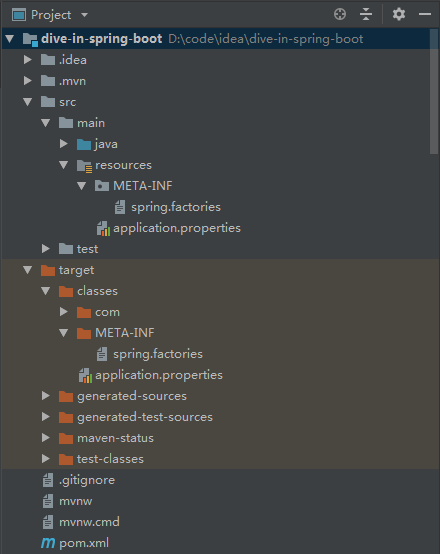 Project
dive-in-spring-boot D:\code\idea\dive-in-spring-boot
.idea
.mvn
src
main
java
resources
META-INF
spring.factories
application.properties
test
target
classes
com
META-INF
spring.factories
application.properties
generated-sources
generated-test-sources
maven-status
test-classes
.gitignore
mvnw
mvnw.cmd
pom.xml